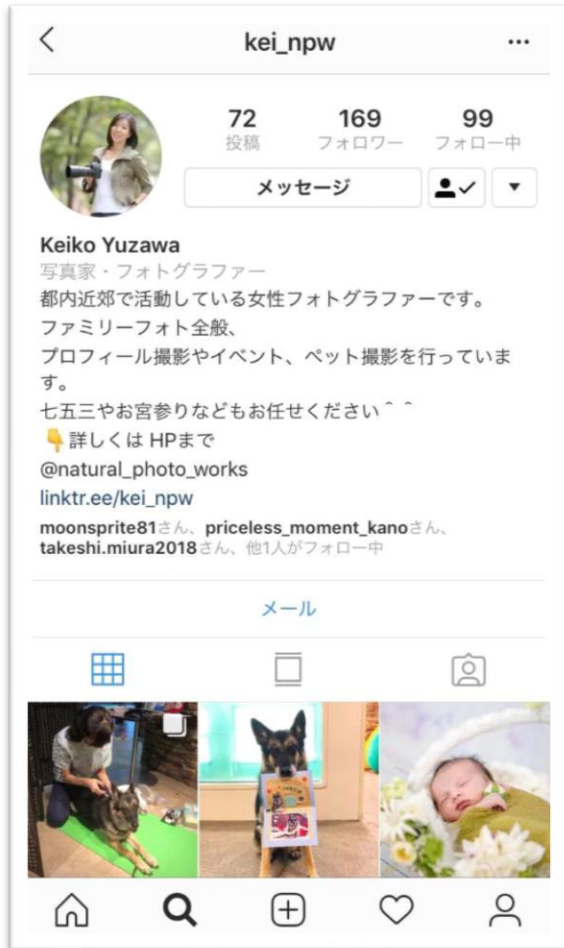 kei_npw
72
169
99
投稿
フォロワー
フォロー中
メッセージ
Keiko Yuzawa
写真家・フォトグラファー
都内近郊で活動している女性フォトグラファーです。
ファミリーフォト全般、
プロフィール撮影やイベント、ペット撮影を行っていま
す。
七五三やお宮参りなどもお任せください＾＾
👇詳しくは HPまで
@natural_photo_works
linktr.ee/kei_npw
moonsprite81さん、priceless_moment_kanoさん、
takeshi.miura2018さん、他1人がフォロー中
メール